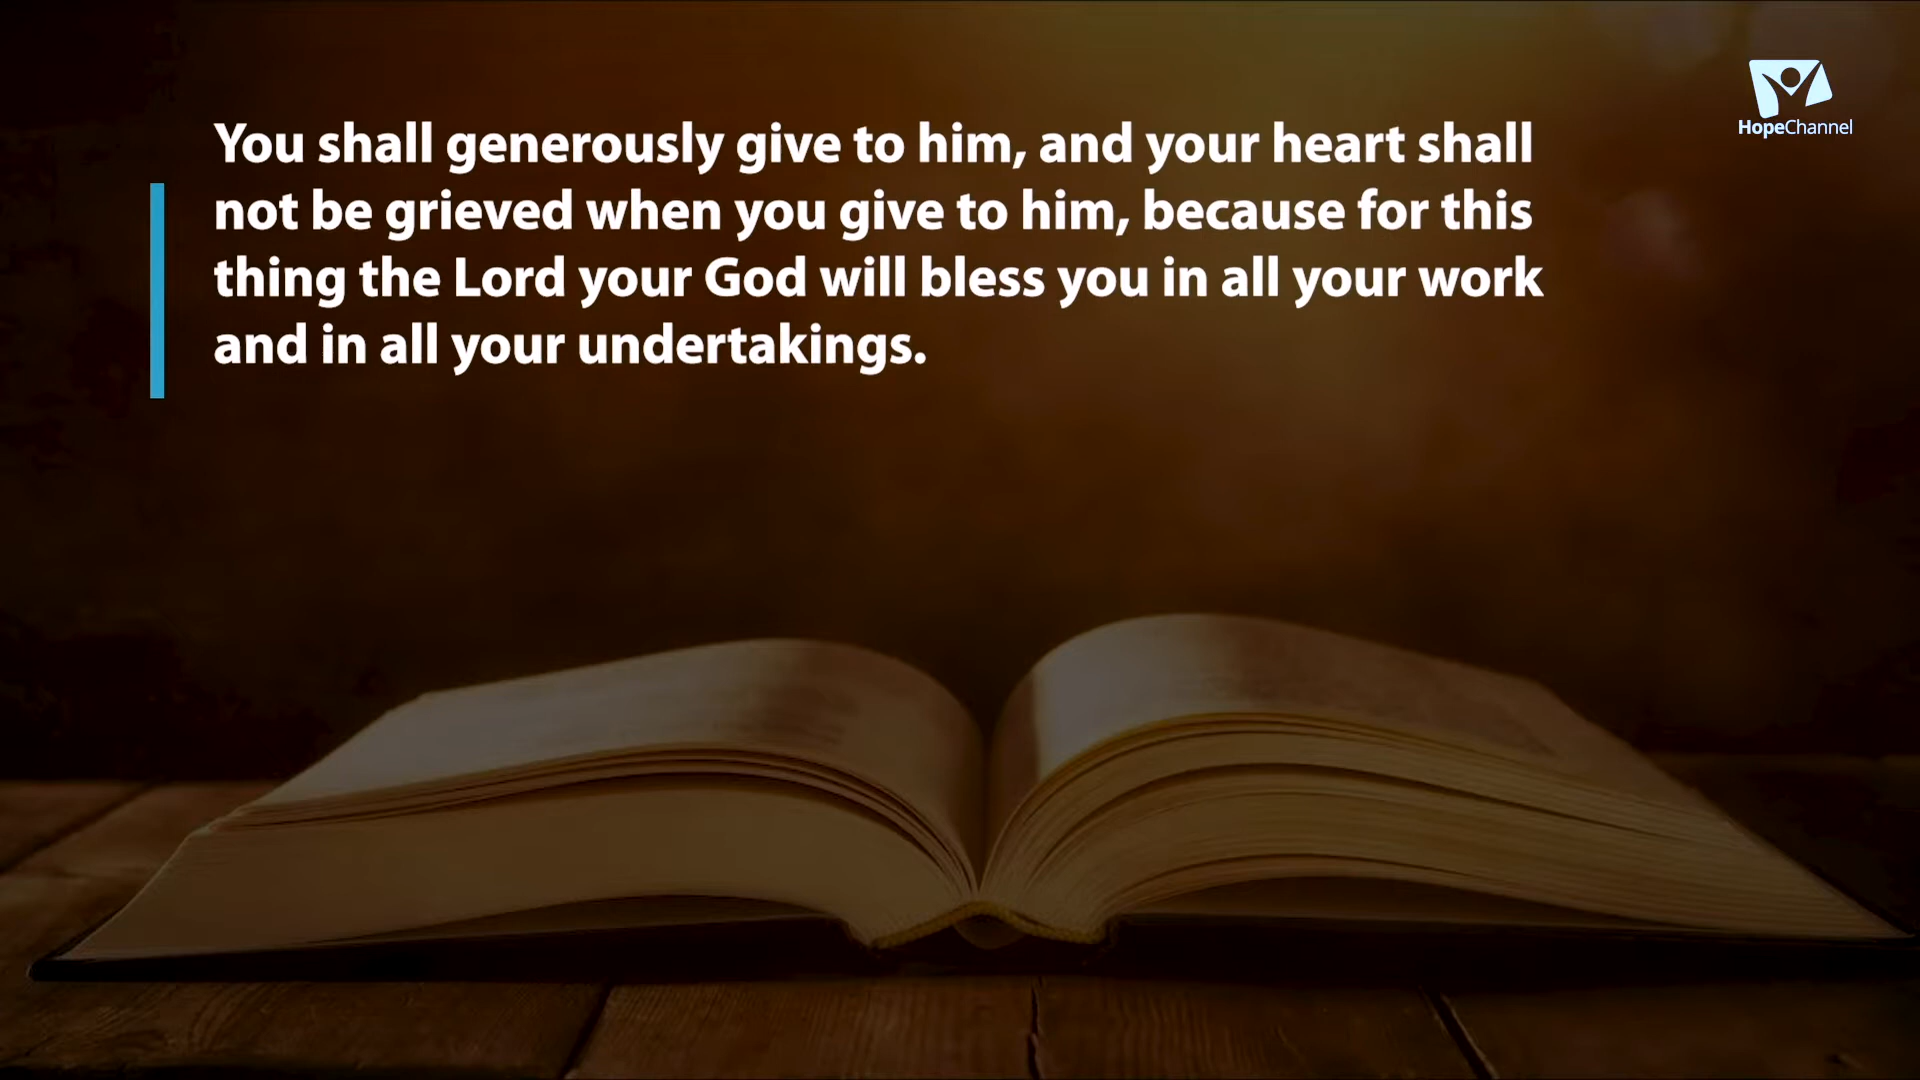 HopeChannel
You shall generously give to him, and your heart shall
not be grieved when you give to him, because for this
thing the Lord your God will bless you in all your work
and in all your undertakings.